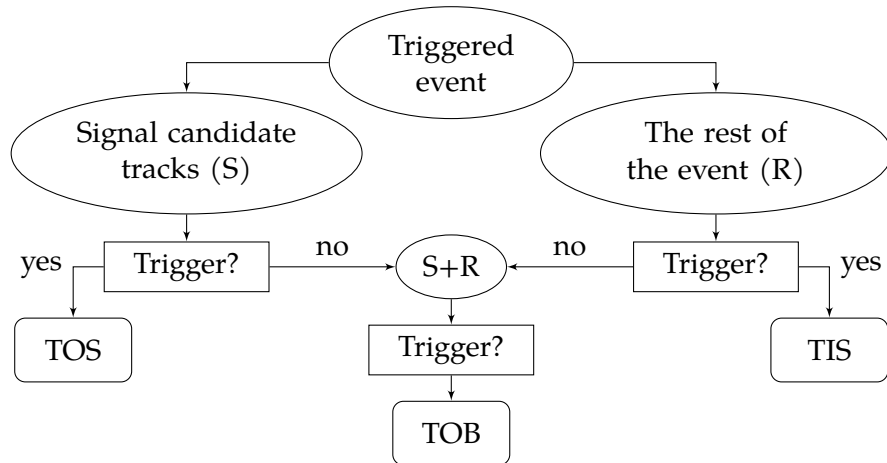 Triggered
event
Signal candidate
tracks (S)
The rest of
the event (R)
yes
Trigger?
no
S+R
no
Trigger?
yes
TOS
Trigger?
TIS
TOB